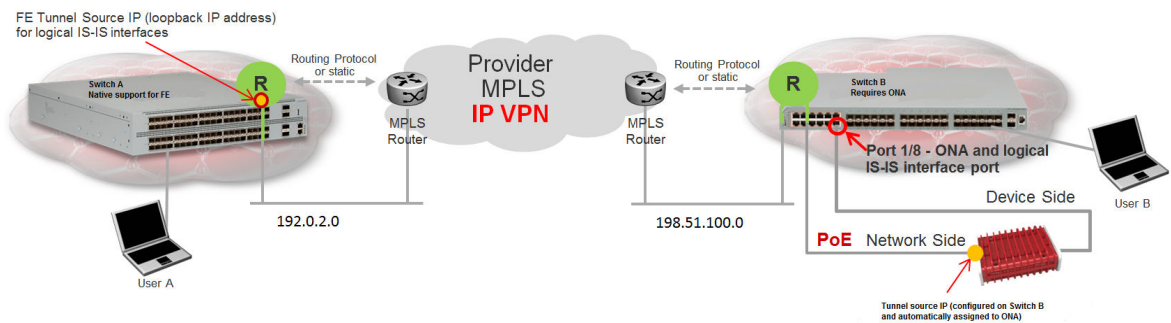 FE Tunnel Source IP (loopback IP address)
for logical IS-IS interfaces
Switch A
Native support for FE
R
Routing Protocol
or static
MPLS
Router
Provider
MPLS
IP VPN
MPLS
Router
Routing Protocol
or static
R
Switch B
Requires ONA
Port 1/8 - ONA and logical
IS-IS interface port
User B
Device Side
192.0.2.0
198.51.100.0
PoE Network Side
User A
Tunnel source IP (configured on Switch B
and automatically assigned to ONA)